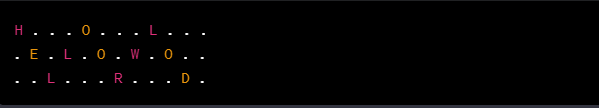 H . . . O . . . L . . .
. E . L . O . W . O . .
. . L . . . R . . . D .